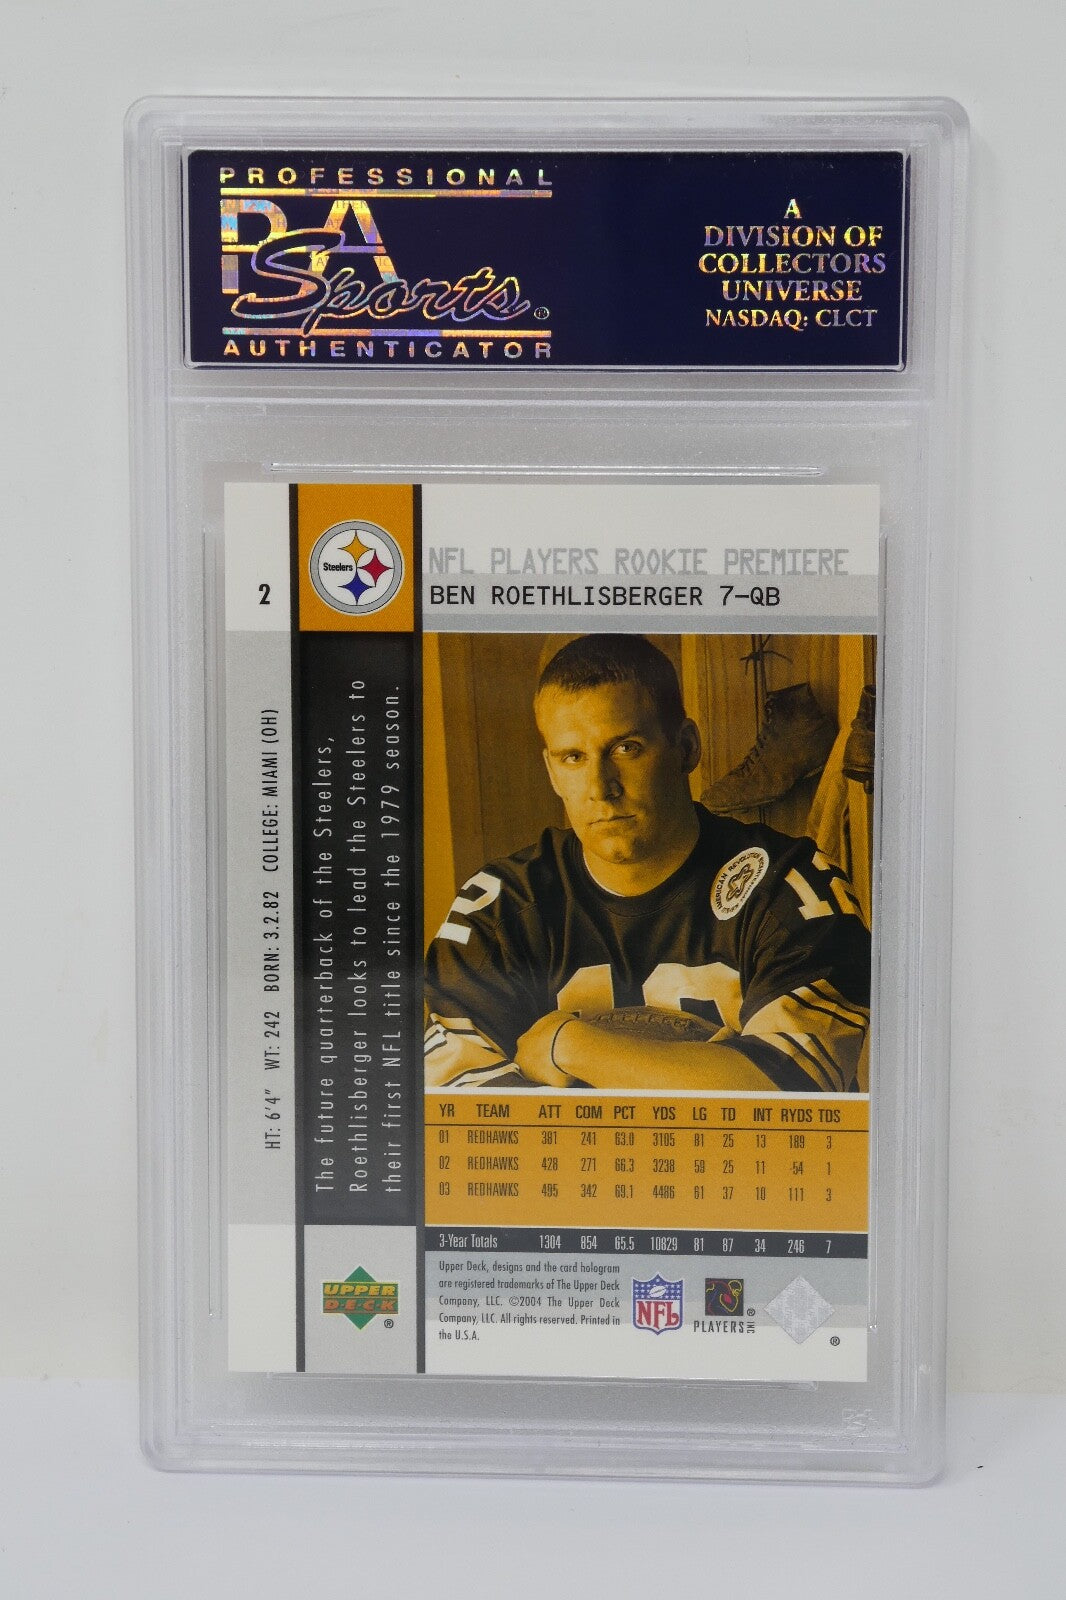 PROFESSIONAL
PSA
Sports®
AUTHENTICATOR
A
DIVISION OF
COLLECTORS
UNIVERSE
NASDAQ: CLCT
2
Steelers
NFL PLAYERS ROOKIE PREMIERE
BEN ROETHLISBERGER 7-QB
HT: 6'4" WT: 242 BORN: 3.2.82 COLLEGE: MIAMI (OH)
The future quarterback of the Steelers,
Roethlisberger looks to lead the Steelers to
their first NFL title since the 1979 season.
12
12
YR TEAM ATT COM PCT YDS LG TD INT RYDS TDS
01 REDHAWKS 381 241 63.0 3105 81 25 13 189 3
02 REDHAWKS 428 271 66.3 3238 59 25 11 -54 1
03 REDHAWKS 495 342 69.1 4486 61 37 10 111 3
3-Year Totals 1304 854 65.5 10829 81 87 34 246 7
UPPER
DECK
®
Upper Deck, designs and the card hologram
are registered trademarks of The Upper Deck
Company, LLC. ©2004 The Upper Deck
Company, LLC. All rights reserved. Printed in
the U.S.A.
NFL
PLAYERS INC
®
®